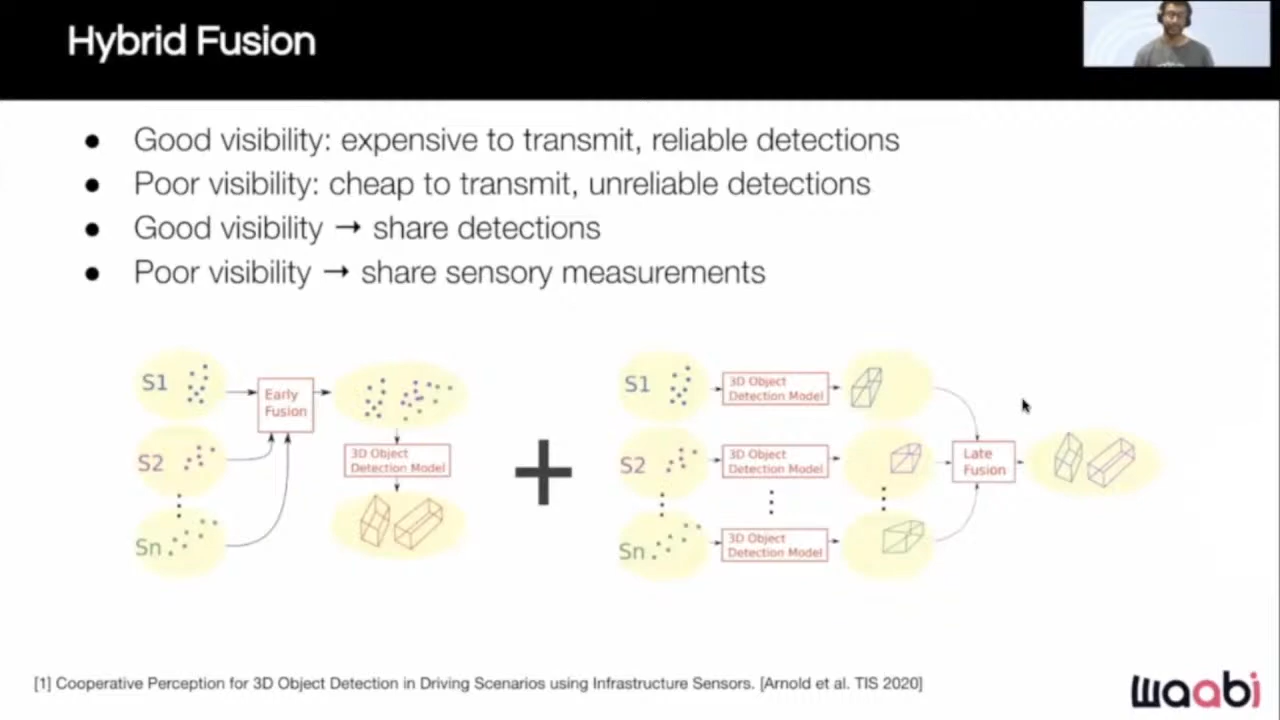 Hybrid Fusion
● Good visibility: expensive to transmit, reliable detections
● Poor visibility: cheap to transmit, unreliable detections
● Good visibility → share detections
● Poor visibility → share sensory measurements
S1
Early
Fusion
S2
3D Object
Detection Model
Sn
+
S1
3D Object
Detection Model
S2
3D Object
Detection Model
Late
Fusion
Sn
3D Object
Detection Model
[1] Cooperative Perception for 3D Object Detection in Driving Scenarios using Infrastructure Sensors. [Arnold et al. TIS 2020]
waabi